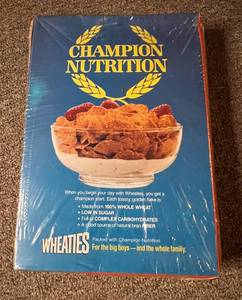 CHAMPION
NUTRITION
When you begin your day with Wheaties, you get a
champion start. Each toasty golden flake is:
• Made from 100% WHOLE WHEAT
• LOW IN SUGAR
• Full of COMPLEX CARBOHYDRATES
• A good source of natural bran FIBER
WHEATIES Packed with Champion Nutrition
For the big boys—and the whole family.